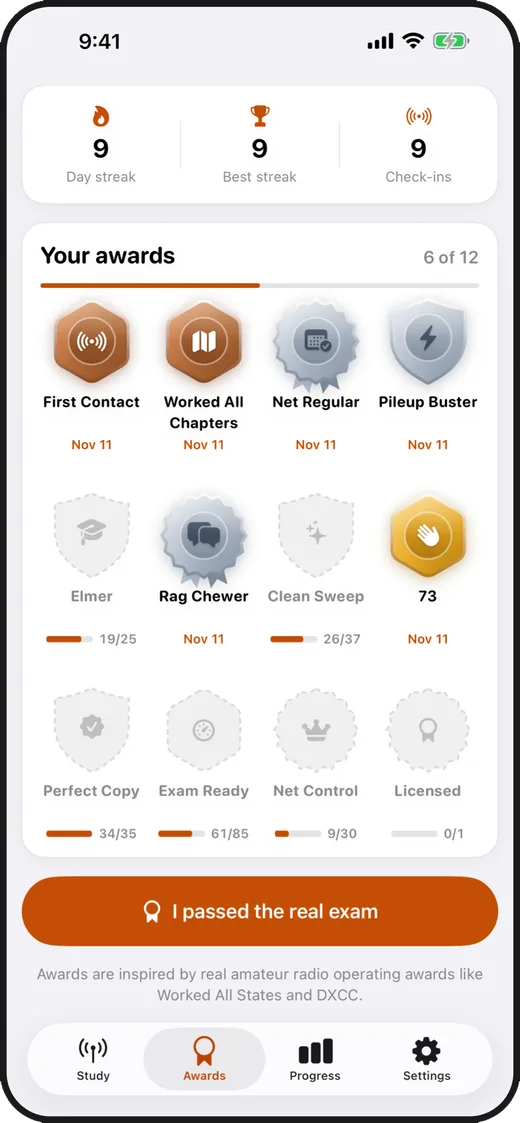 9:41
9
9
9
Day streak
Best streak
Check-ins
Your awards
6 of 12
First Contact
Worked All
Chapters
Net Regular
Pileup Buster
Nov 11
Nov 11
Nov 11
Nov 11
Elmer
Rag Chewer
Clean Sweep
73
19/25
Nov 11
26/37
Nov 11
Perfect Copy
Exam Ready
Net Control
Licensed
34/35
61/85
9/30
0/1
I passed the real exam
Awards are inspired by real amateur radio operating awards like
Worked All States and DXCC.
Study
Awards
Progress
Settings